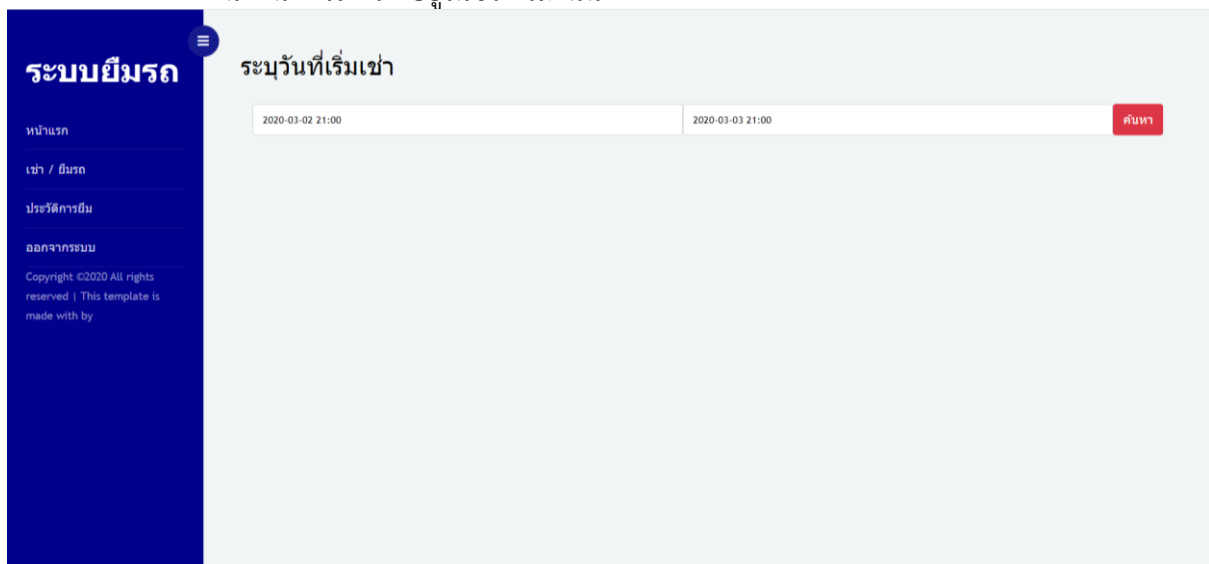 ระบบยืมรถ
หน้าแรก
เช่า / ยืมรถ
ประวัติการยืม
ออกจากระบบ
Copyright ©2020 All rights
reserved | This template is
made with by
ระบุวันที่เริ่มเช่า
2020-03-02 21:00
2020-03-03 21:00
ค้นหา